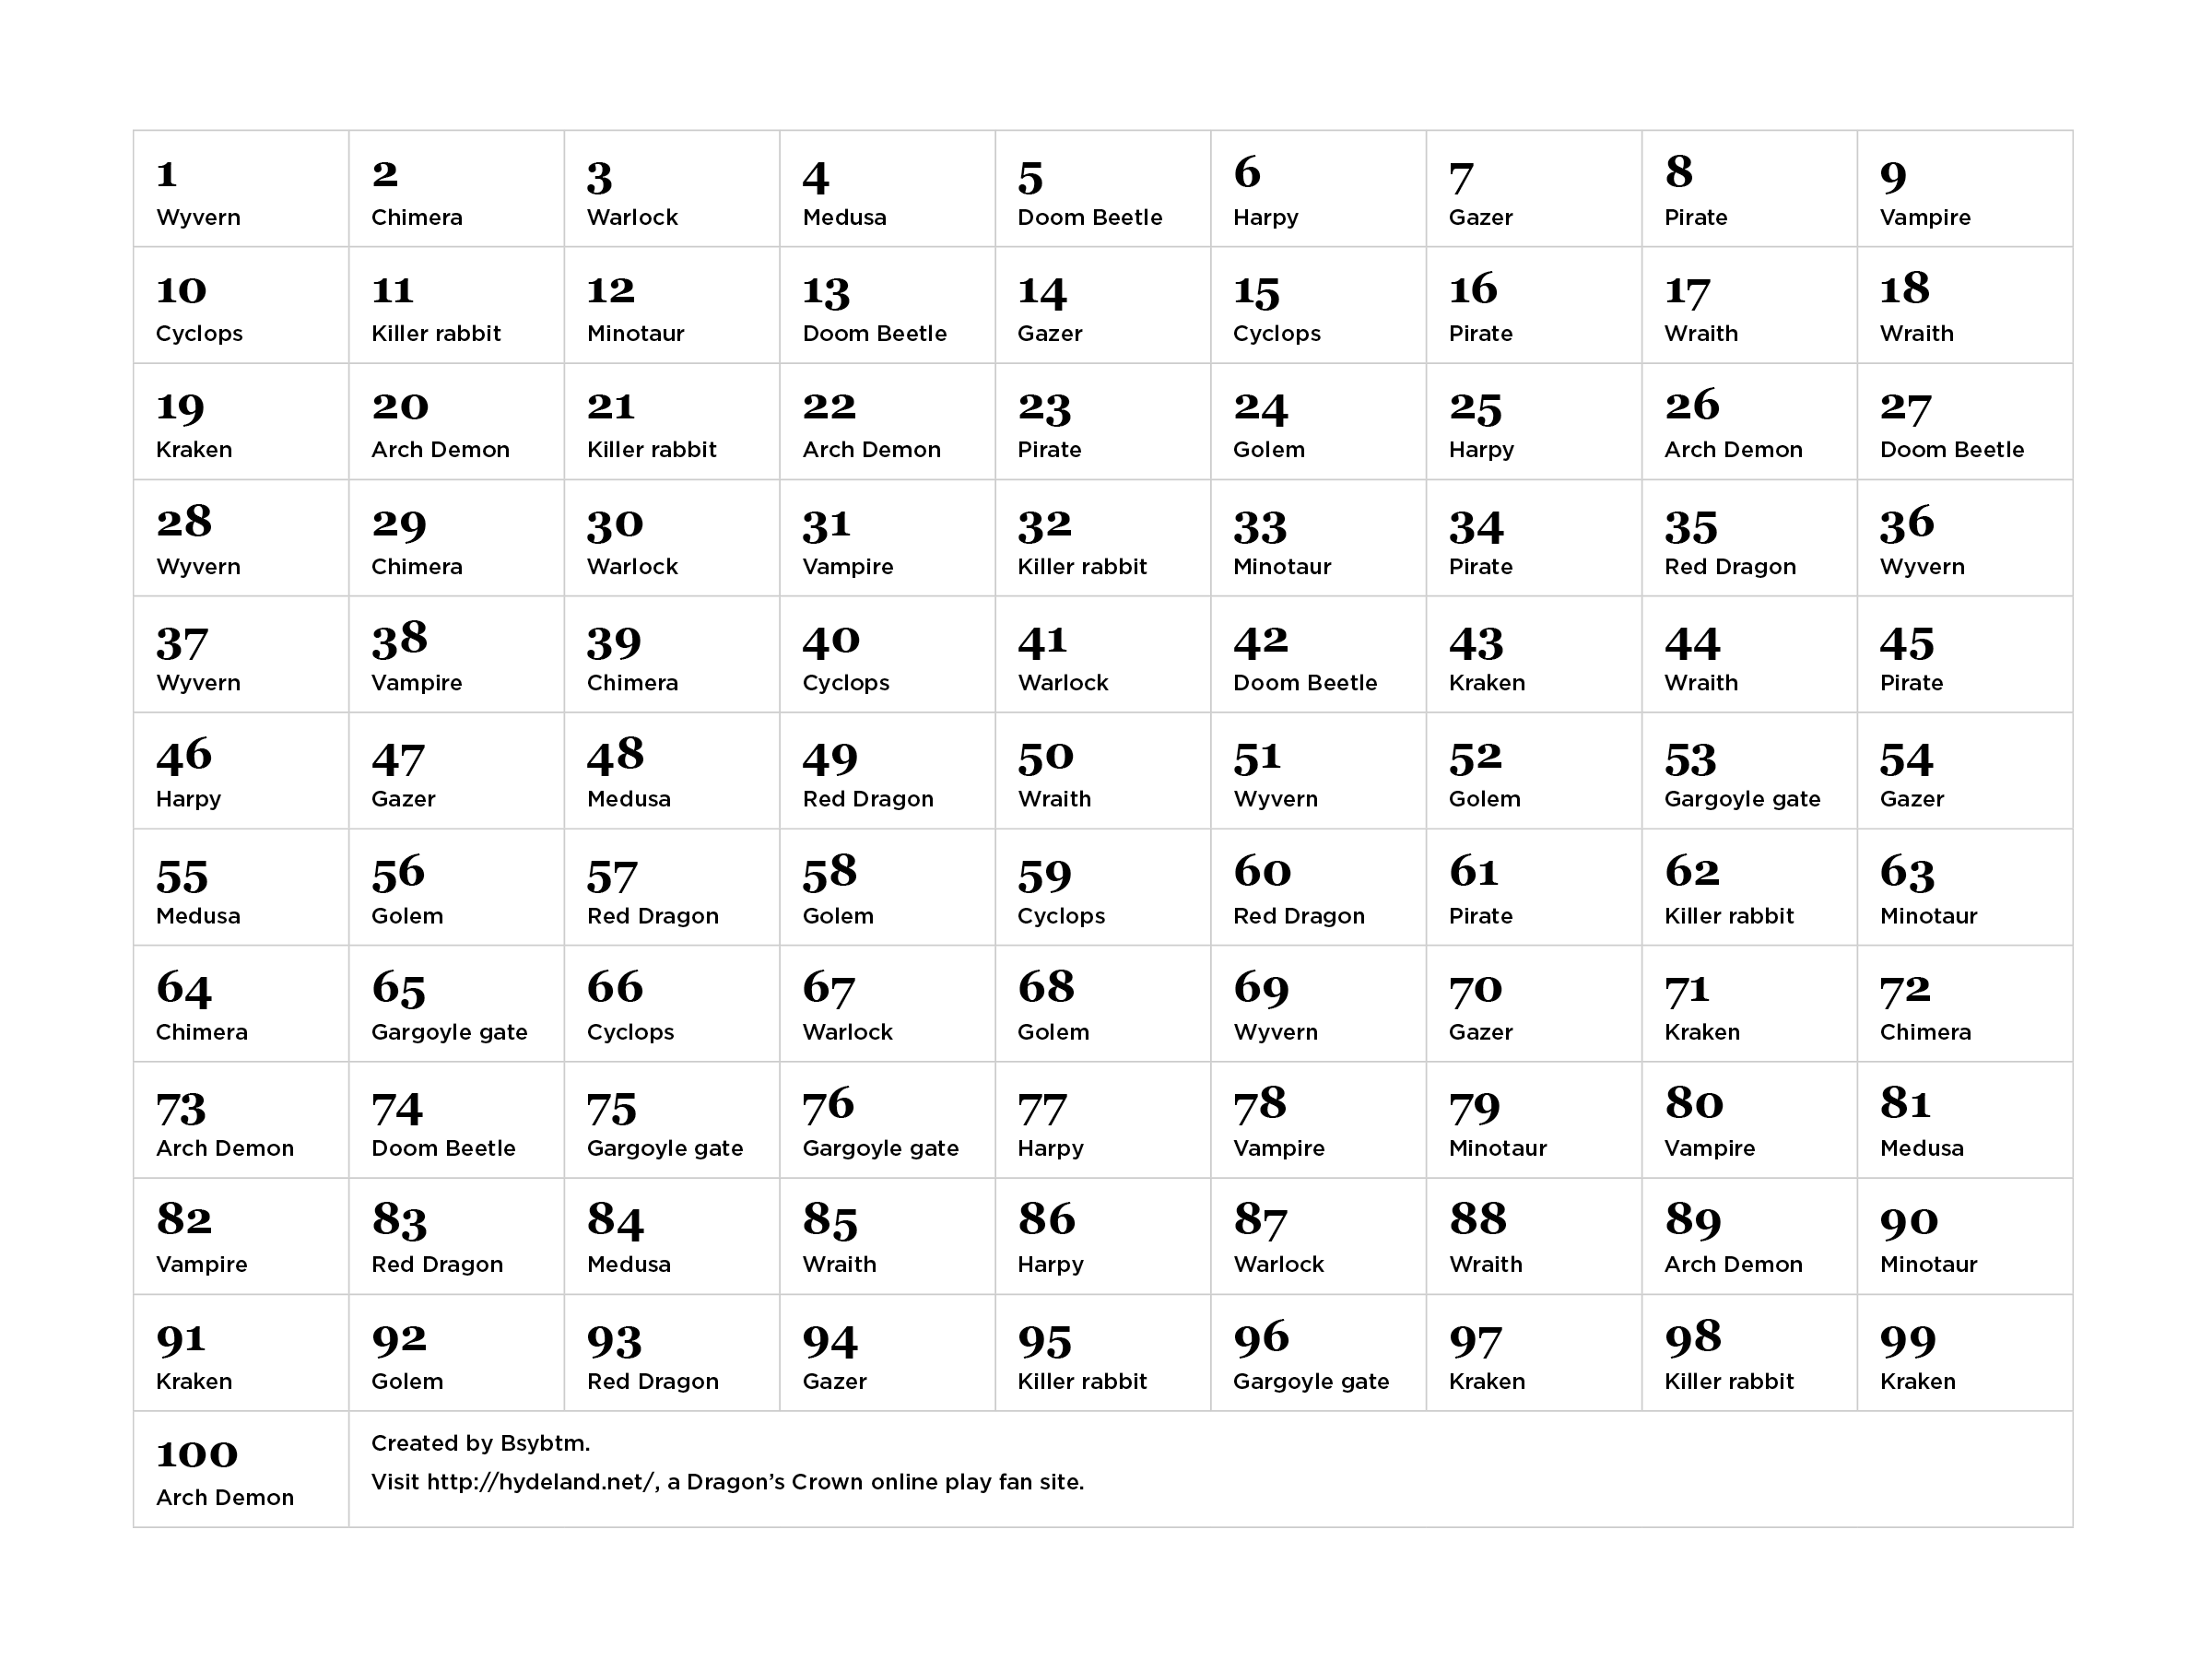 1 2 3 4 5 6 7 8 9
Wyvern Chimera Warlock Medusa Doom Beetle Harpy Gazer Pirate Vampire
10 11 12 13 14 15 16 17 18
Cyclops Killer rabbit Minotaur Doom Beetle Gazer Cyclops Pirate Wraith Wraith
19 20 21 22 23 24 25 26 27
Kraken Arch Demon Killer rabbit Arch Demon Pirate Golem Harpy Arch Demon Doom Beetle
28 29 30 31 32 33 34 35 36
Wyvern Chimera Warlock Vampire Killer rabbit Minotaur Pirate Red Dragon Wyvern
37 38 39 40 41 42 43 44 45
Wyvern Vampire Chimera Cyclops Warlock Doom Beetle Kraken Wraith Pirate
46 47 48 49 50 51 52 53 54
Harpy Gazer Medusa Red Dragon Wraith Wyvern Golem Gargoyle gate Gazer
55 56 57 58 59 60 61 62 63
Medusa Golem Red Dragon Golem Cyclops Red Dragon Pirate Killer rabbit Minotaur
64 65 66 67 68 69 70 71 72
Chimera Gargoyle gate Cyclops Warlock Golem Wyvern Gazer Kraken Chimera
73 74 75 76 77 78 79 80 81
Arch Demon Doom Beetle Gargoyle gate Gargoyle gate Harpy Vampire Minotaur Vampire Medusa
82 83 84 85 86 87 88 89 90
Vampire Red Dragon Medusa Wraith Harpy Warlock Wraith Arch Demon Minotaur
91 92 93 94 95 96 97 98 99
Kraken Golem Red Dragon Gazer Killer rabbit Gargoyle gate Kraken Killer rabbit Kraken
100
Arch Demon
Created by Bsybtm.
Visit http://hydeland.net/, a Dragon’s Crown online play fan site.